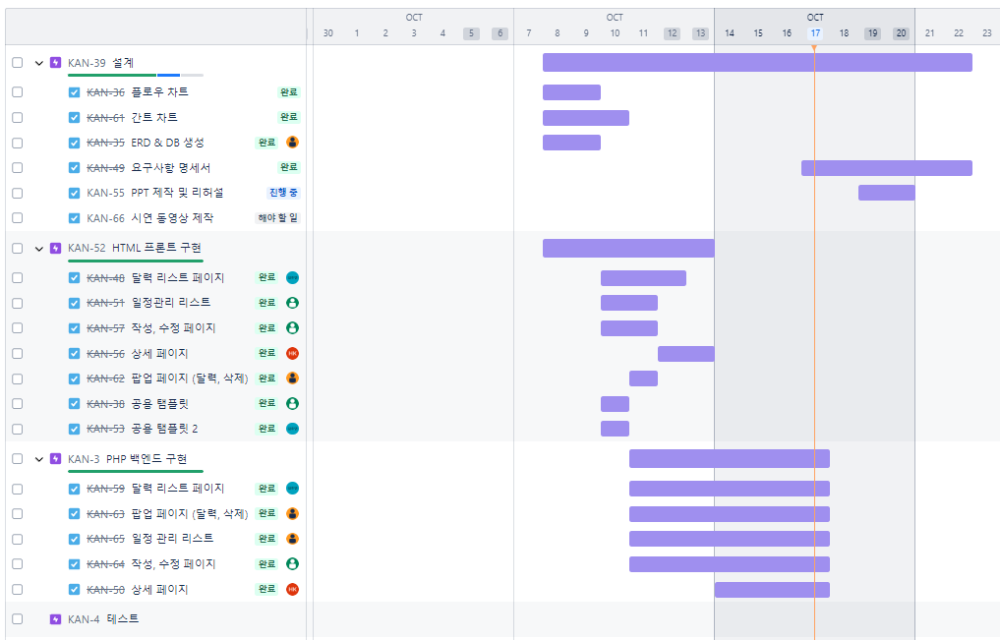 OCT OCT OCT
30 1 2 3 4 5 6 7 8 9 10 11 12 13 14 15 16 17 18 19 20 21 22 23
KAN-39 설계
KAN-36 플로우 차트 완료
KAN-61 간트 차트 완료
KAN-35 ERD & DB 생성 완료
KAN-49 요구사항 명세서 완료
KAN-55 PPT 제작 및 리허설 진행 중
KAN-66 시연 동영상 제작 해야 할 일
KAN-52 HTML 프론트 구현
KAN-48 달력 리스트 페이지 완료
KAN-51 일정관리 리스트 완료
KAN-57 작성, 수정 페이지 완료
KAN-56 상세 페이지 완료 HK
KAN-62 팝업 페이지 (달력, 삭제) 완료
KAN-38 공용 탬플릿 완료
KAN-53 공용 탬플릿 2 완료
KAN-3 PHP 백엔드 구현
KAN-59 달력 리스트 페이지 완료
KAN-63 팝업 페이지 (달력, 삭제) 완료
KAN-65 일정 관리 리스트 완료
KAN-64 작성, 수정 페이지 완료
KAN-50 상세 페이지 완료 HK
KAN-4 테스트